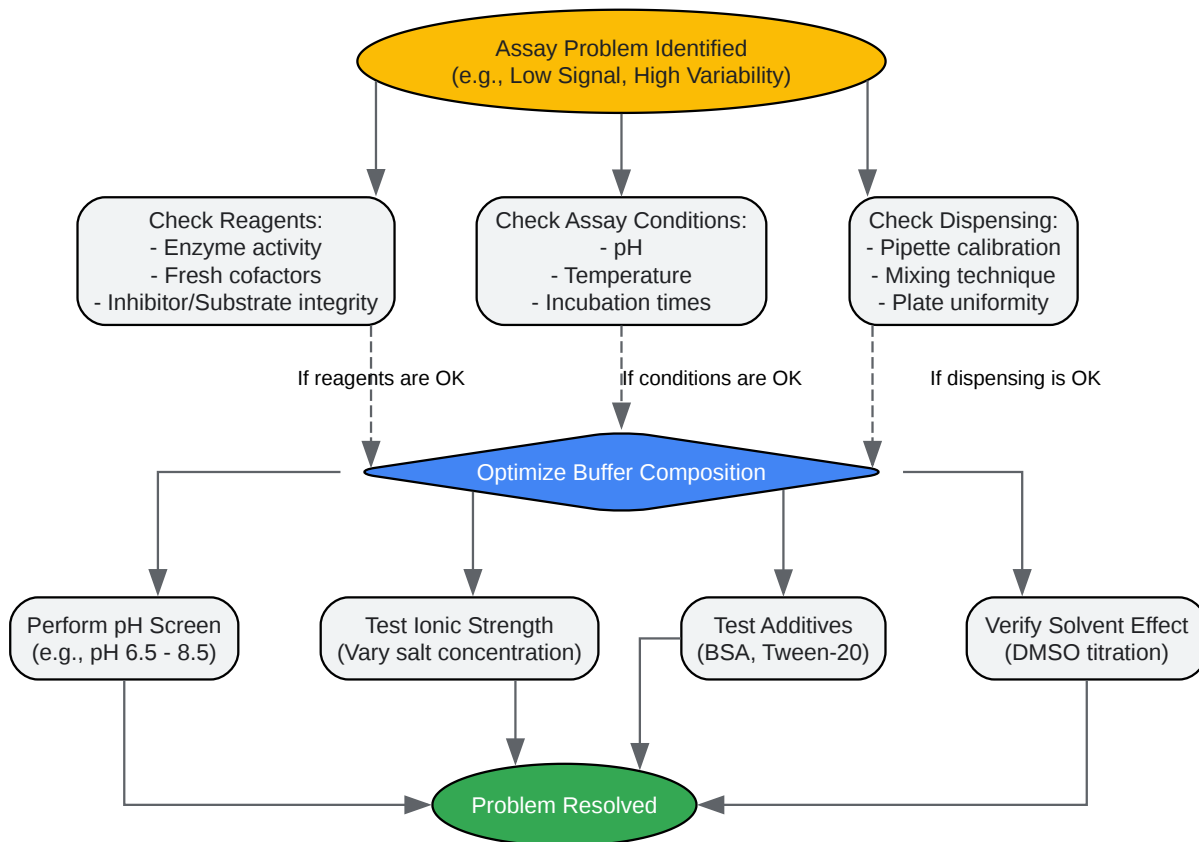 Assay Problem Identified
(e.g., Low Signal, High Variability)
Check Reagents:
- Enzyme activity
- Fresh cofactors
- Inhibitor/Substrate integrity
Check Assay Conditions:
- pH
- Temperature
- Incubation times
Check Dispensing:
- Pipette calibration
- Mixing technique
- Plate uniformity
If reagents are OK
If conditions are OK
If dispensing is OK
Optimize Buffer Composition
Perform pH Screen
(e.g., pH 6.5 - 8.5)
Test Ionic Strength
(Vary salt concentration)
Test Additives
(BSA, Tween-20)
Verify Solvent Effect
(DMSO titration)
Problem Resolved